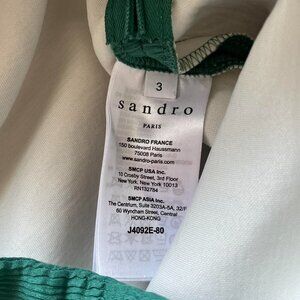 3
sandro
PARIS
SANDRO FRANCE
150 boulevard Haussmann
75008 Paris
www.sandro-paris.com
SMCP USA Inc.
10 Crosby Street, 3rd Floor
New York, New York 10013
RN132784
SMCP ASIA Inc.
The Centrium, Suite 3203A-5A, 32/F
60 Wyndham Street, Central
HONG-KONG
J4092E-80